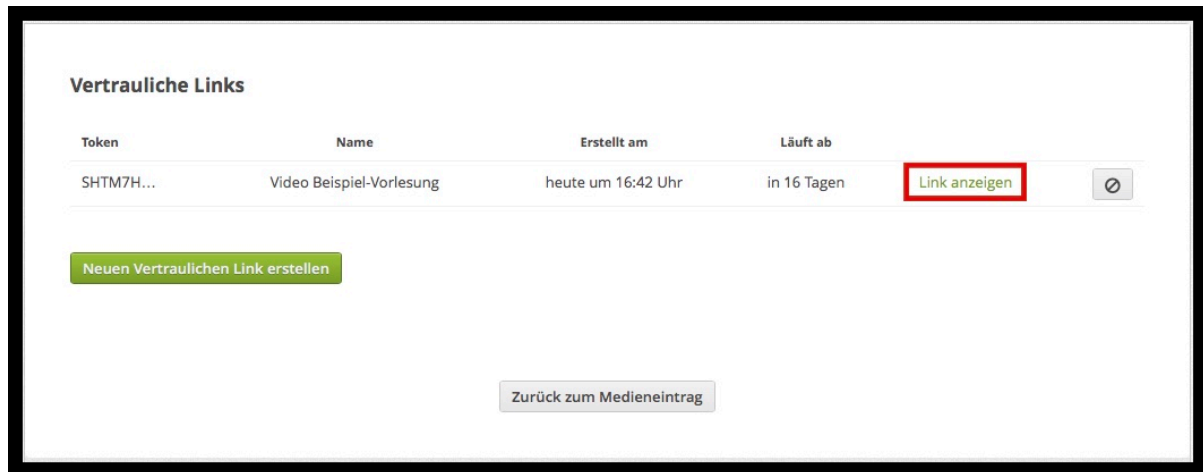 Vertrauliche Links
Token Name Erstellt am Läuft ab
SHTM7H... Video Beispiel-Vorlesung heute um 16:42 Uhr in 16 Tagen Link anzeigen
Neuen Vertraulichen Link erstellen
Zurück zum Medieneintrag